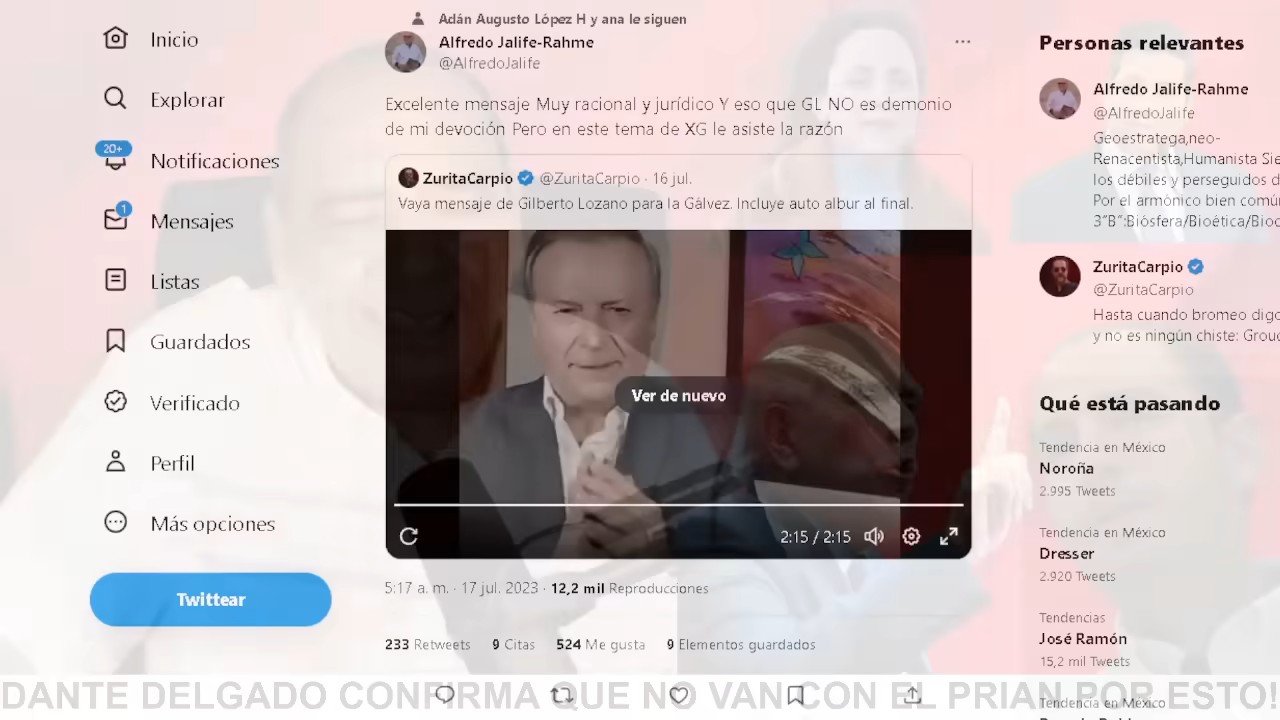 Inicio
Explorar
20+
Notificaciones
1
Mensajes
Listas
Guardados
Verificado
Perfil
Más opciones
Twittear
Adán Augusto López H y ana le siguen
Alfredo Jalife-Rahme
@AlfredoJalife
Excelente mensaje Muy racional y jurídico Y eso que GL NO es demonio
de mi devoción Pero en este tema de XG le asiste la razón
ZuritaCarpio @ZuritaCarpio · 16 jul.
Vaya mensaje de Gilberto Lozano para la Gálvez. Incluye auto albur al final.
Ver de nuevo
2:15 / 2:15
5:17 a. m. · 17 jul. 2023 · 12,2 mil Reproducciones
233 Retweets 9 Citas 524 Me gusta 9 Elementos guardados
Personas relevantes
Alfredo Jalife-Rahme
@AlfredoJalife
Geoestratega,neo-
Renacentista,Humanista Sie
los débiles y perseguidos d
Por el armónico bien comú
3"B":Biósfera/Bioética/Bioc
ZuritaCarpio
@ZuritaCarpio
Hasta cuando bromeo digo
y no es ningún chiste: Grou
Qué está pasando
Tendencia en México
Noroña
2.995 Tweets
Tendencia en México
Dresser
2.920 Tweets
Tendencias
José Ramón
15,2 mil Tweets
Tendencia en México
DANTE DELGADO CONFIRMA QUE NO VAN CON EL PRIAN POR ESTO!